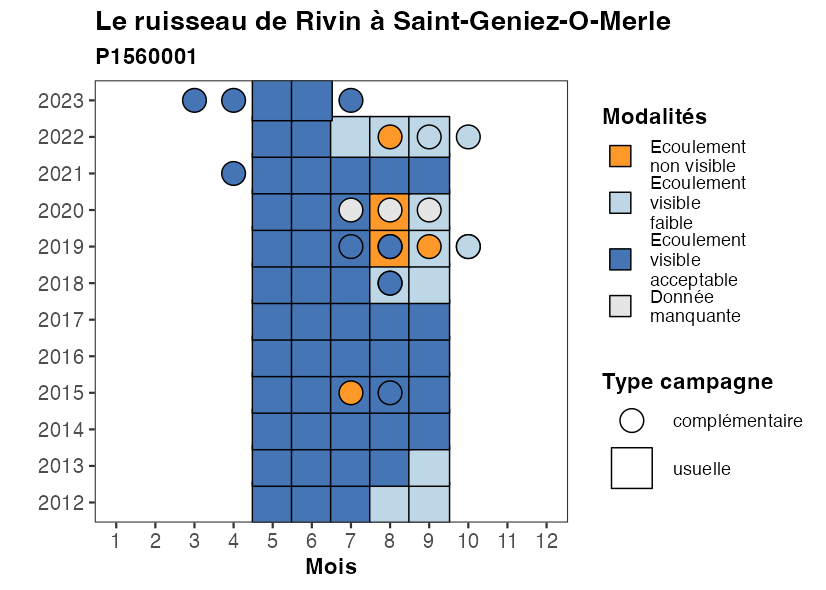 Le ruisseau de Rivin à Saint-Geniez-O-Merle
P1560001
2023
2022
2021
2020
2019
2018
2017
2016
2015
2014
2013
2012
1 2 3 4 5 6 7 8 9 10 11 12
Mois
Modalités
Ecoulement
non visible
Ecoulement
visible
faible
Ecoulement
visible
acceptable
Donnée
manquante
Type campagne
complémentaire
usuelle